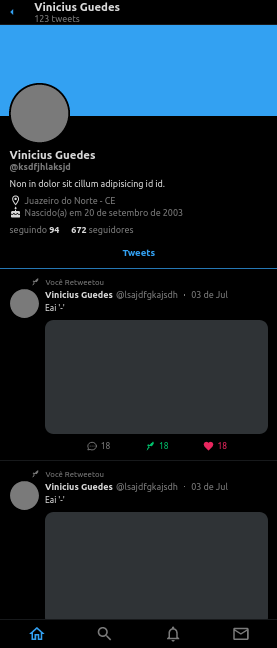 Vinicius Guedes
123 tweets
Vinicius Guedes
@ksdfjhlaksjd
Non in dolor sit cillum adipisicing id id.
Juazeiro do Norte - CE
Nascido(a) em 20 de setembro de 2003
seguindo 94 672 seguidores
Tweets
Você Retweetou
Vinicius Guedes @lsajdfgkajsdh · 03 de Jul
Eai '-'
18 18 18
Você Retweetou
Vinicius Guedes @lsajdfgkajsdh · 03 de Jul
Eai '-'